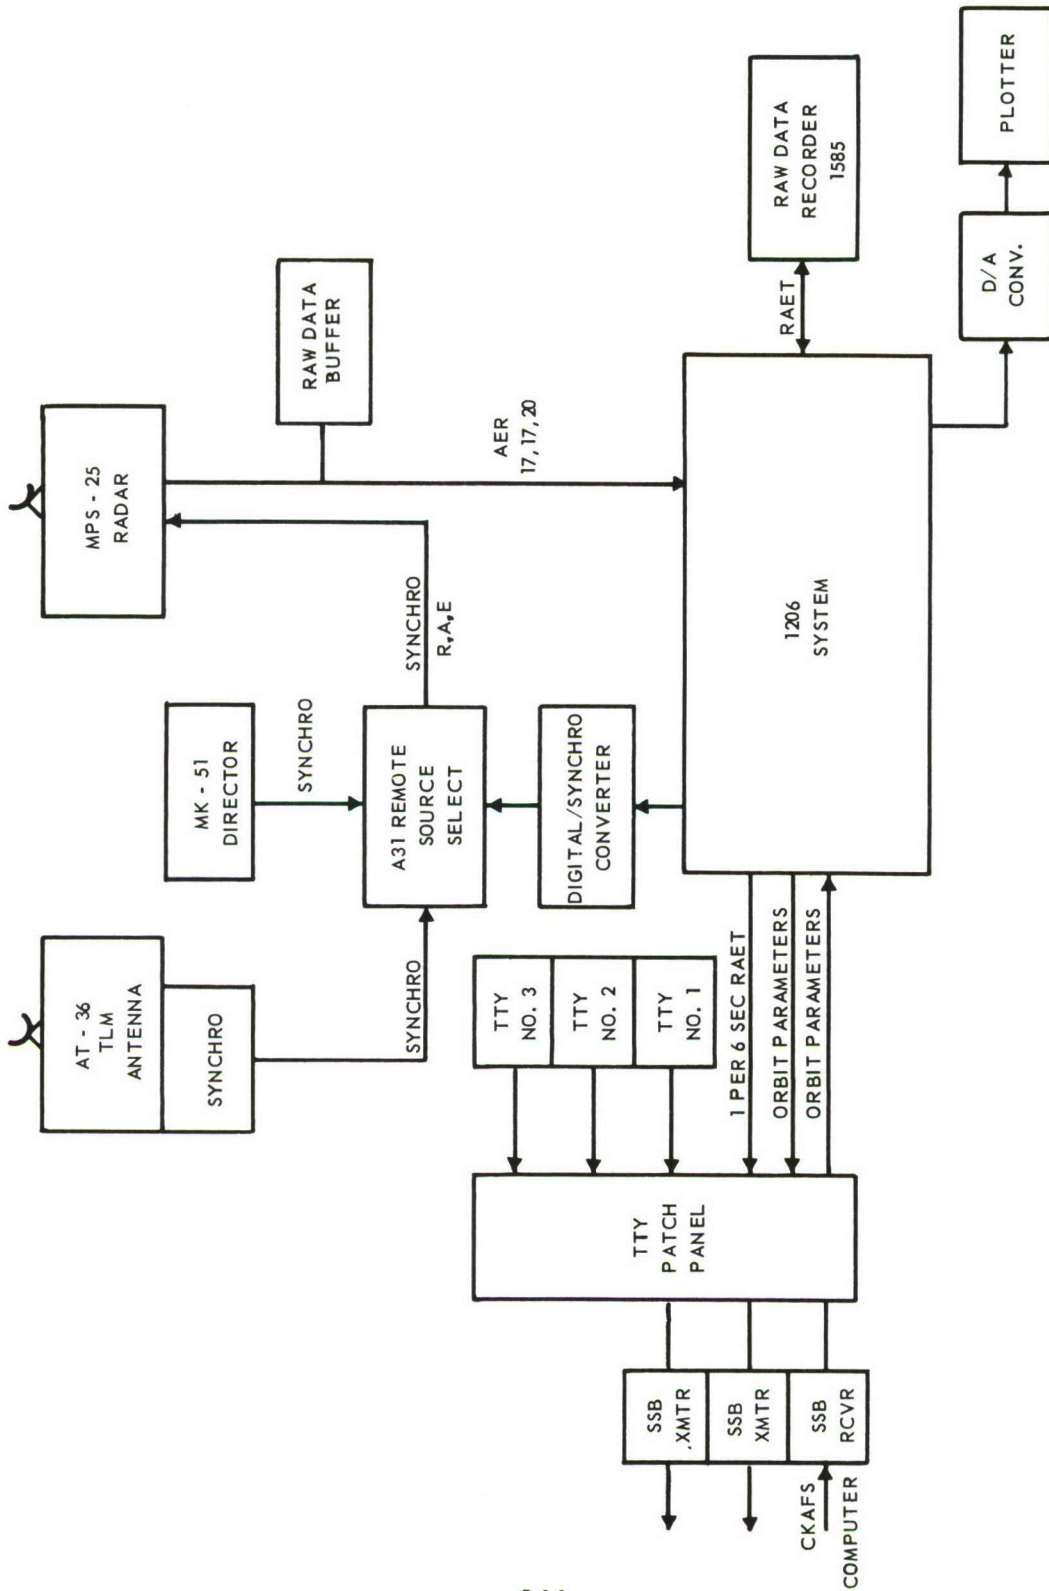 AT - 36
TLM
ANTENNA
SYNCHRO
SYNCHRO
MK - 51
DIRECTOR
SYNCHRO
A31 REMOTE
SOURCE
SELECT
SYNCHRO
R,A,E
MPS - 25
RADAR
RAW DATA
BUFFER
AER
17, 17, 20
DIGITAL/SYNCHRO
CONVERTER
TTY
NO. 3
TTY
NO. 2
TTY
NO. 1
1 PER 6 SEC RAET
ORBIT PARAMETERS
ORBIT PARAMETERS
TTY
PATCH
PANEL
SSB
,XMTR
SSB
XMTR
SSB
RCVR
CKAFS
COMPUTER
1206
SYSTEM
RAET
RAW DATA
RECORDER
1585
D/A
CONV.
PLOTTER